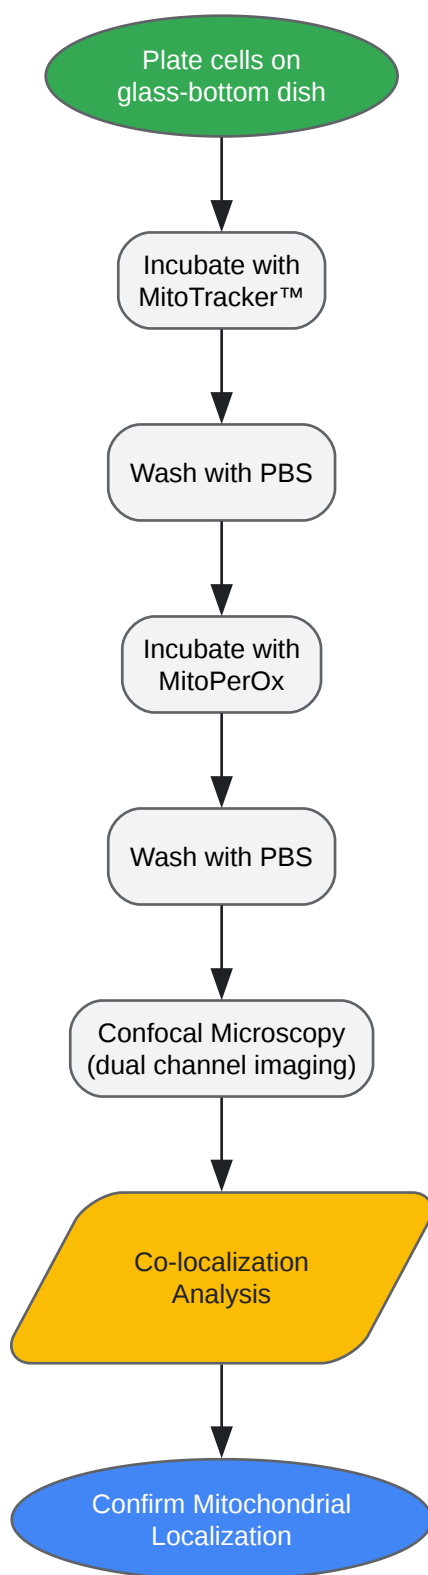 Plate cells on
glass-bottom dish
Incubate with
MitoTracker™
Wash with PBS
Incubate with
MitoPerOx
Wash with PBS
Confocal Microscopy
(dual channel imaging)
Co-localization
Analysis
Confirm Mitochondrial
Localization